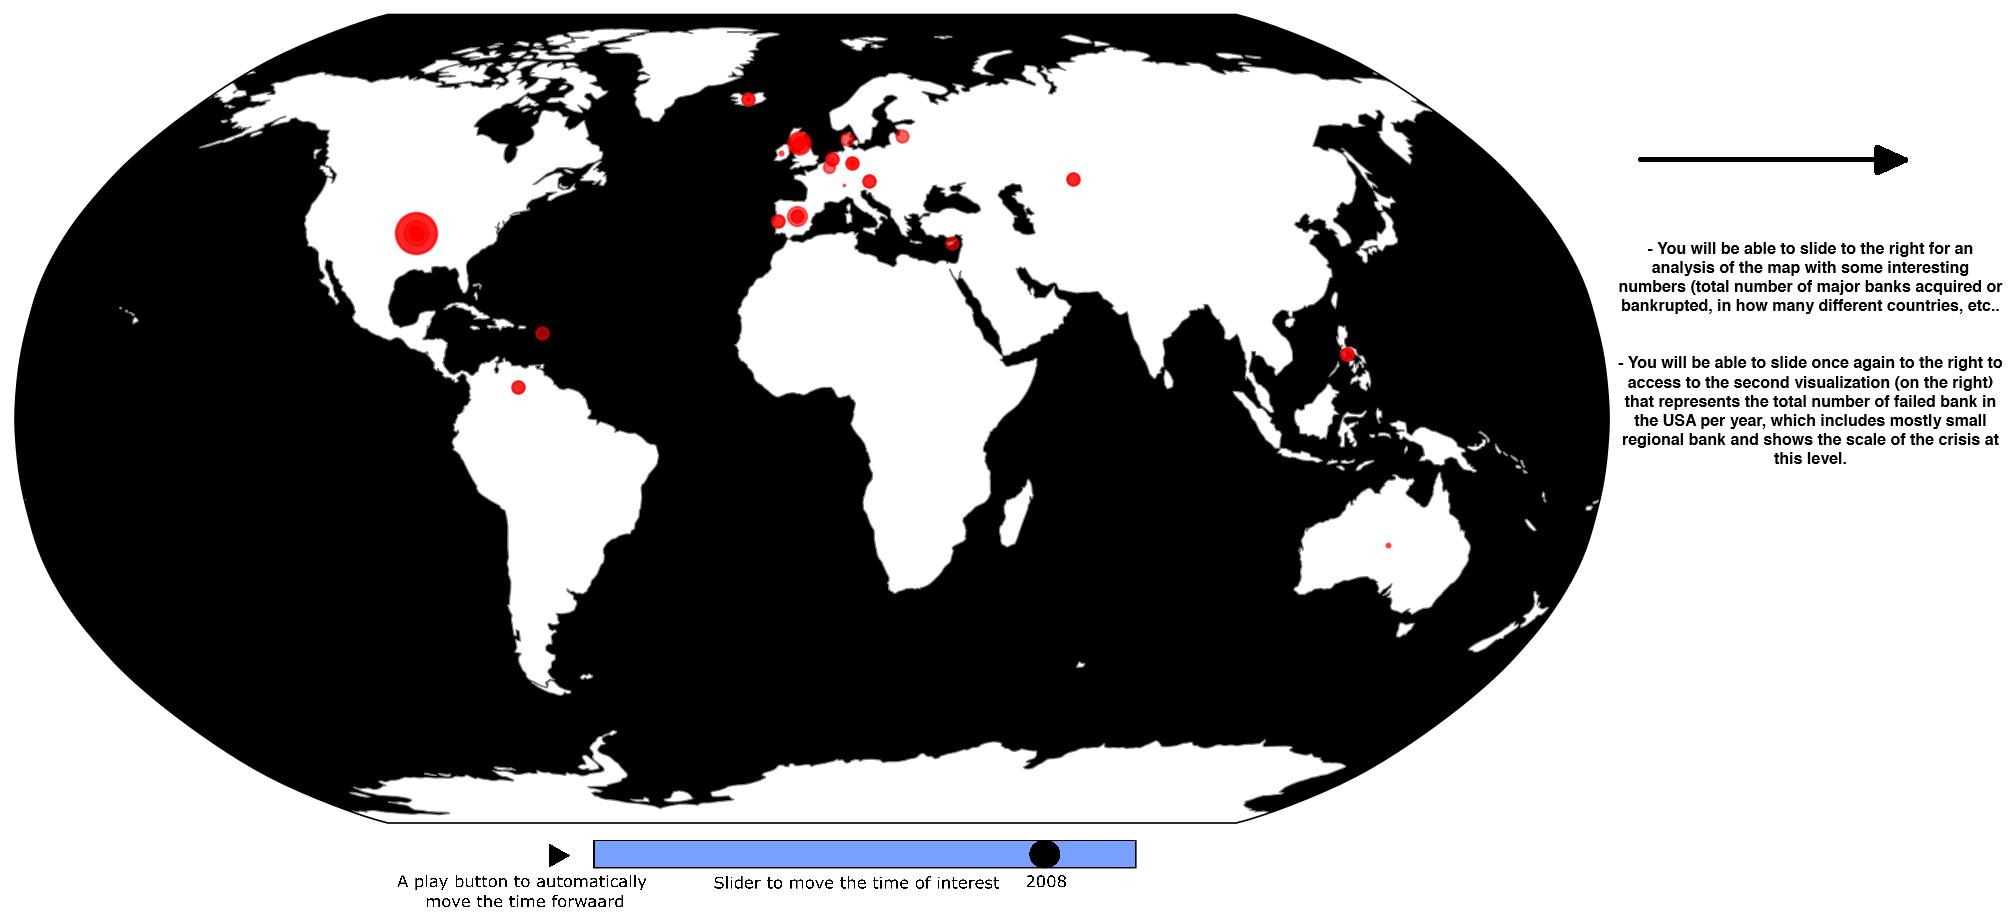 - You will be able to slide to the right for an
analysis of the map with some interesting
numbers (total number of major banks acquired or
bankrupted, in how many different countries, etc..
- You will be able to slide once again to the right to
access to the second visualization (on the right)
that represents the total number of failed bank in
the USA per year, which includes mostly small
regional bank and shows the scale of the crisis at
this level.
A play button to automatically
move the time forwaard
Slider to move the time of interest
2008